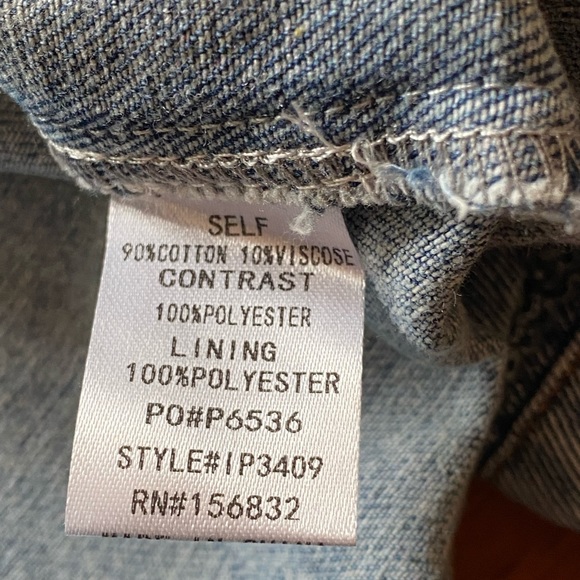 SELF
90%COTTON 10%VISCOSE
CONTRAST
100%POLYESTER
LINING
100%POLYESTER
PO#P6536
STYLE#IP3409
RN#156832